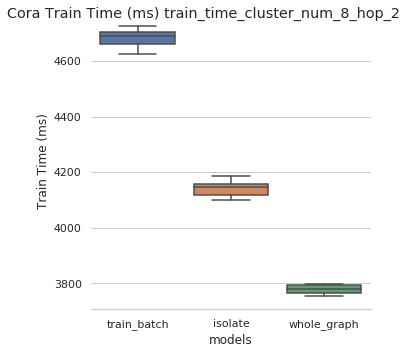 Cora Train Time (ms) train_time_cluster_num_8_hop_2
Train Time (ms)
4600
4400
4200
4000
3800
train_batch isolate whole_graph
models